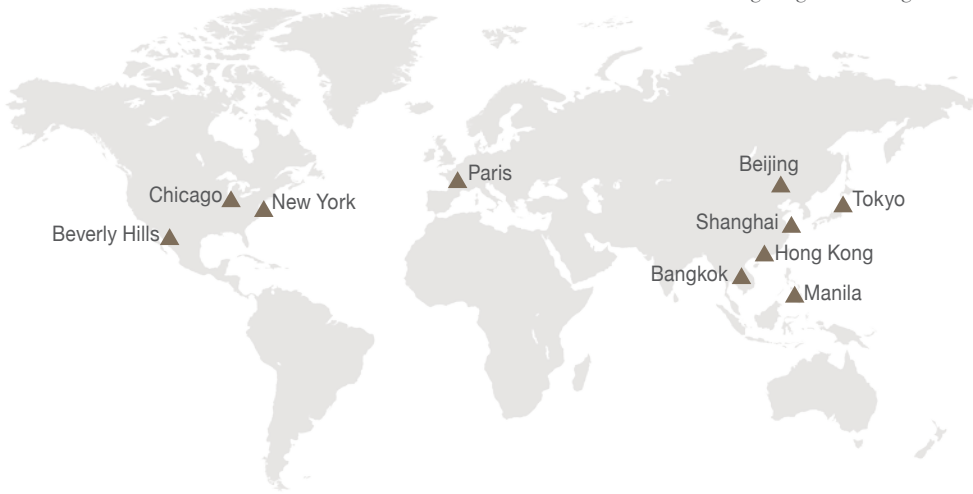 Beijing
Paris
Chicago
New York
Tokyo
Shanghai
Beverly Hills
Hong Kong
Bangkok
Manila